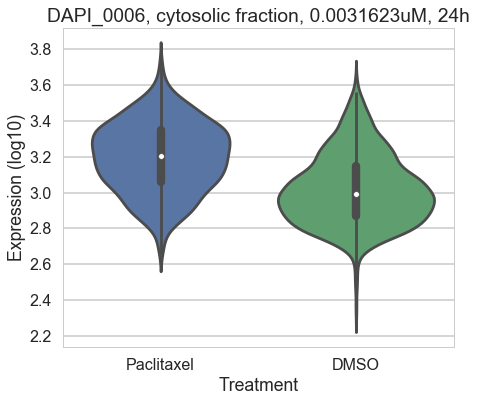 DAPI_0006, cytosolic fraction, 0.0031623uM, 24h
Expression (log10)
3.8
3.6
3.4
3.2
3.0
2.8
2.6
2.4
2.2
Paclitaxel
DMSO
Treatment